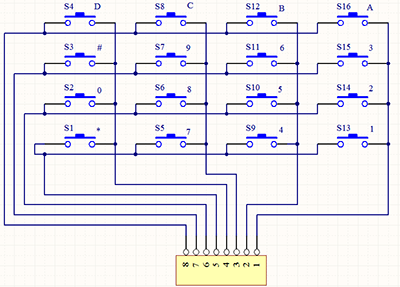 S4 D S8 C S12 B S16 A
S3 # S7 9 S11 6 S15 3
S2 0 S6 8 S10 5 S14 2
S1 * S5 7 S9 4 S13 1
8 7 6 5 4 3 2 1